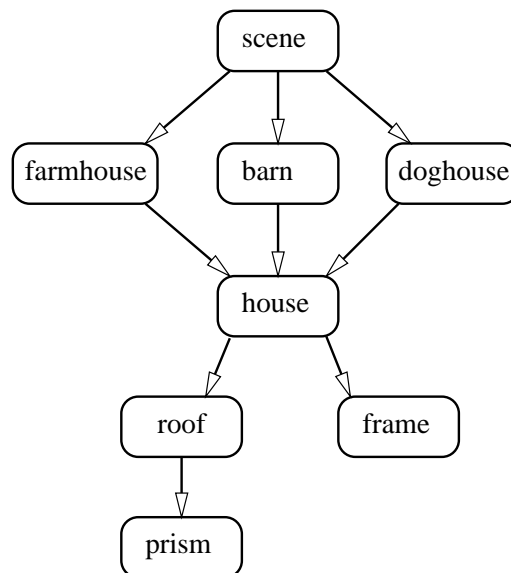 scene
farmhouse
barn
doghouse
house
roof
frame
prism